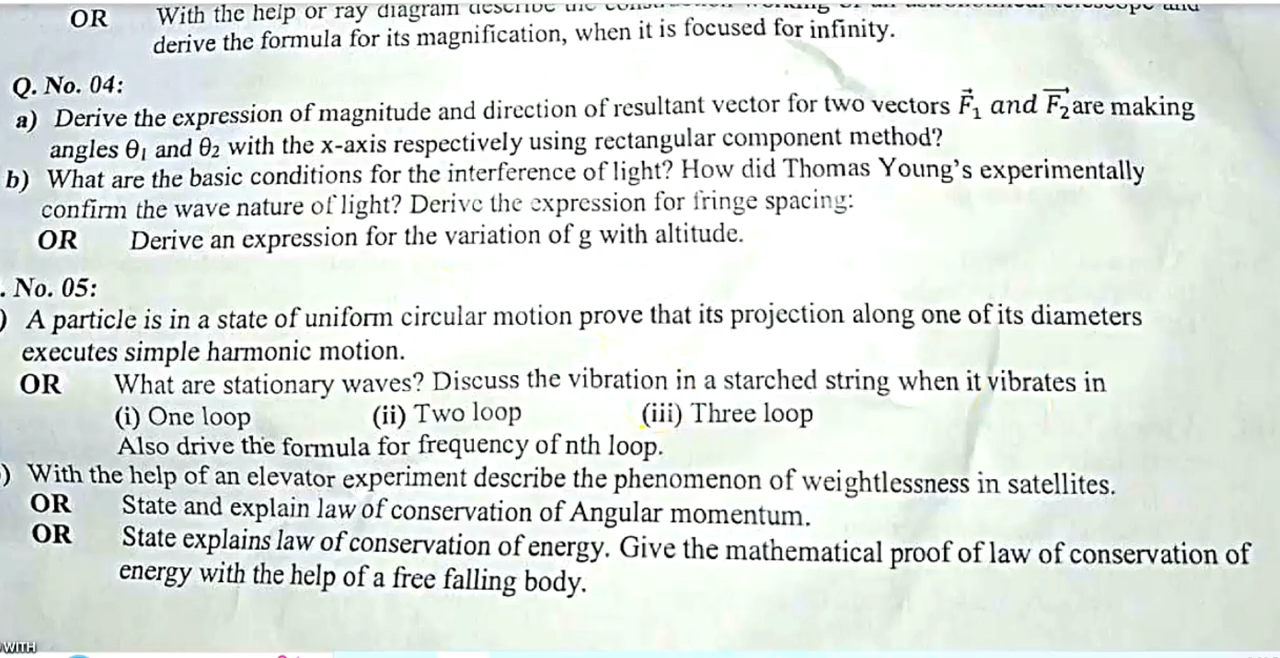 OR With the help or ray diagram describe the
derive the formula for its magnification, when it is focused for infinity.
Q. No. 04:
a) Derive the expression of magnitude and direction of resultant vector for two vectors F⃗₁ and F⃗₂ are making
angles θ₁ and θ₂ with the x-axis respectively using rectangular component method?
b) What are the basic conditions for the interference of light? How did Thomas Young's experimentally
confirm the wave nature of light? Derive the expression for fringe spacing:
OR Derive an expression for the variation of g with altitude.
. No. 05:
) A particle is in a state of uniform circular motion prove that its projection along one of its diameters
executes simple harmonic motion.
OR What are stationary waves? Discuss the vibration in a starched string when it vibrates in
(i) One loop (ii) Two loop (iii) Three loop
Also drive the formula for frequency of nth loop.
) With the help of an elevator experiment describe the phenomenon of weightlessness in satellites.
OR State and explain law of conservation of Angular momentum.
OR State explains law of conservation of energy. Give the mathematical proof of law of conservation of
energy with the help of a free falling body.
WITH